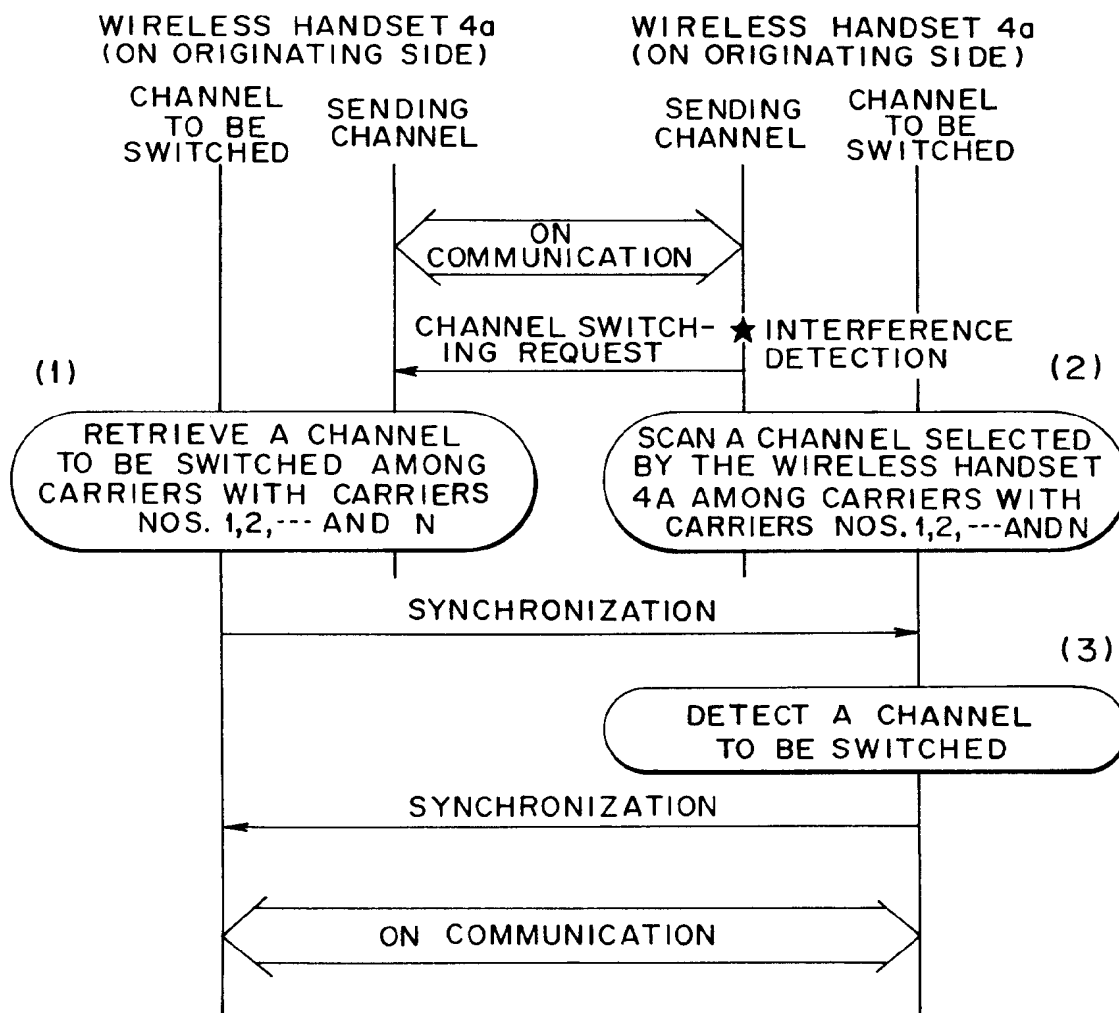 WIRELESS HANDSET 4a
(ON ORIGINATING SIDE)
WIRELESS HANDSET 4a
(ON ORIGINATING SIDE)
CHANNEL
TO BE
SWITCHED
SENDING
CHANNEL
SENDING
CHANNEL
CHANNEL
TO BE
SWITCHED
ON
COMMUNICATION
CHANNEL SWITCH-
ING REQUEST
★ INTERFERENCE
DETECTION
(1)
(2)
RETRIEVE A CHANNEL
TO BE SWITCHED AMONG
CARRIERS WITH CARRIERS
NOS. 1,2,--- AND N
SCAN A CHANNEL SELECTED
BY THE WIRELESS HANDSET
4A AMONG CARRIERS WITH
CARRIERS NOS. 1,2,---AND N
SYNCHRONIZATION
(3)
DETECT A CHANNEL
TO BE SWITCHED
SYNCHRONIZATION
ON COMMUNICATION